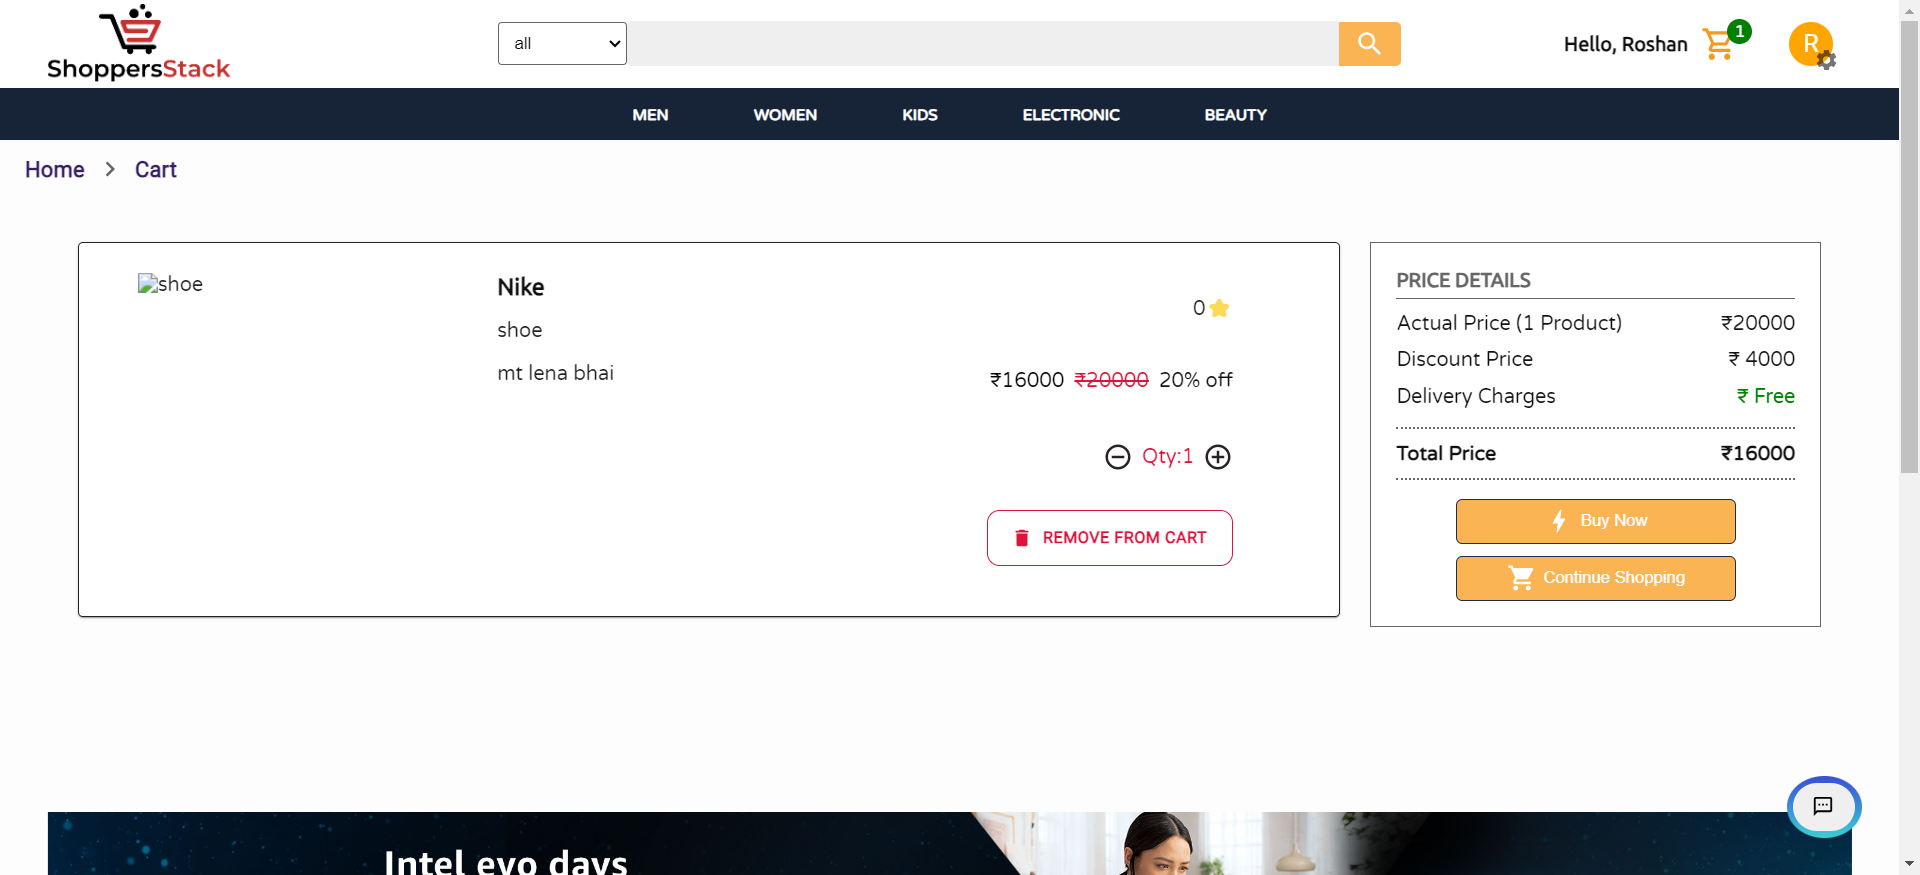 ShoppersStack
all
Hello, Roshan
1
R
MEN
WOMEN
KIDS
ELECTRONIC
BEAUTY
Home
Cart
shoe
Nike
shoe
mt lena bhai
0
₹16000 ₹20000 20% off
Qty:1
REMOVE FROM CART
PRICE DETAILS
Actual Price (1 Product) ₹20000
Discount Price ₹ 4000
Delivery Charges ₹ Free
Total Price ₹16000
Buy Now
Continue Shopping
Intel evo days